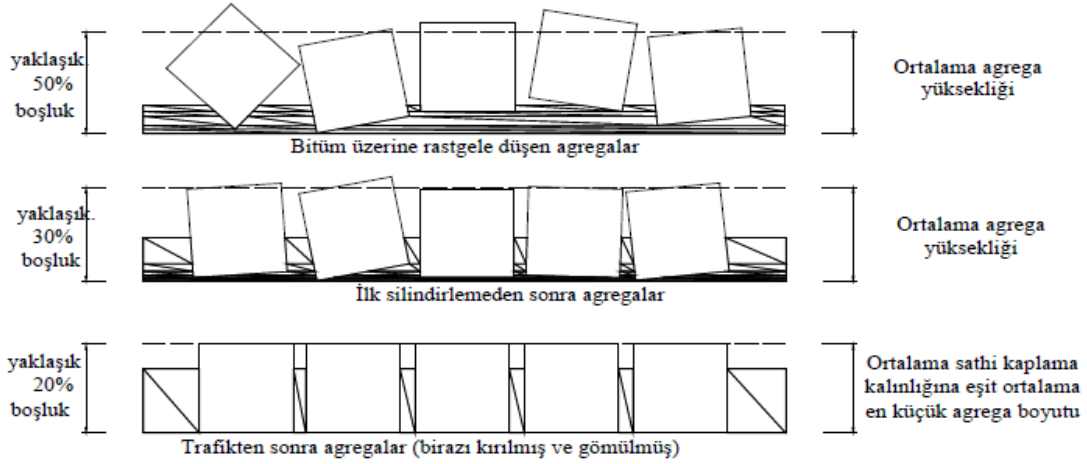 yaklaşık.
50%
boşluk
Ortalama agrega
yüksekliği
Bitüm üzerine rastgele düşen agregalar
yaklaşık.
30%
boşluk
Ortalama agrega
yüksekliği
İlk silindirlemeden sonra agregalar
yaklaşık
20%
boşluk
Ortalama sathi kaplama
kalınlığına eşit ortalama
en küçük agrega boyutu
Trafikten sonra agregalar (birazı kırılmış ve gömülmüş)